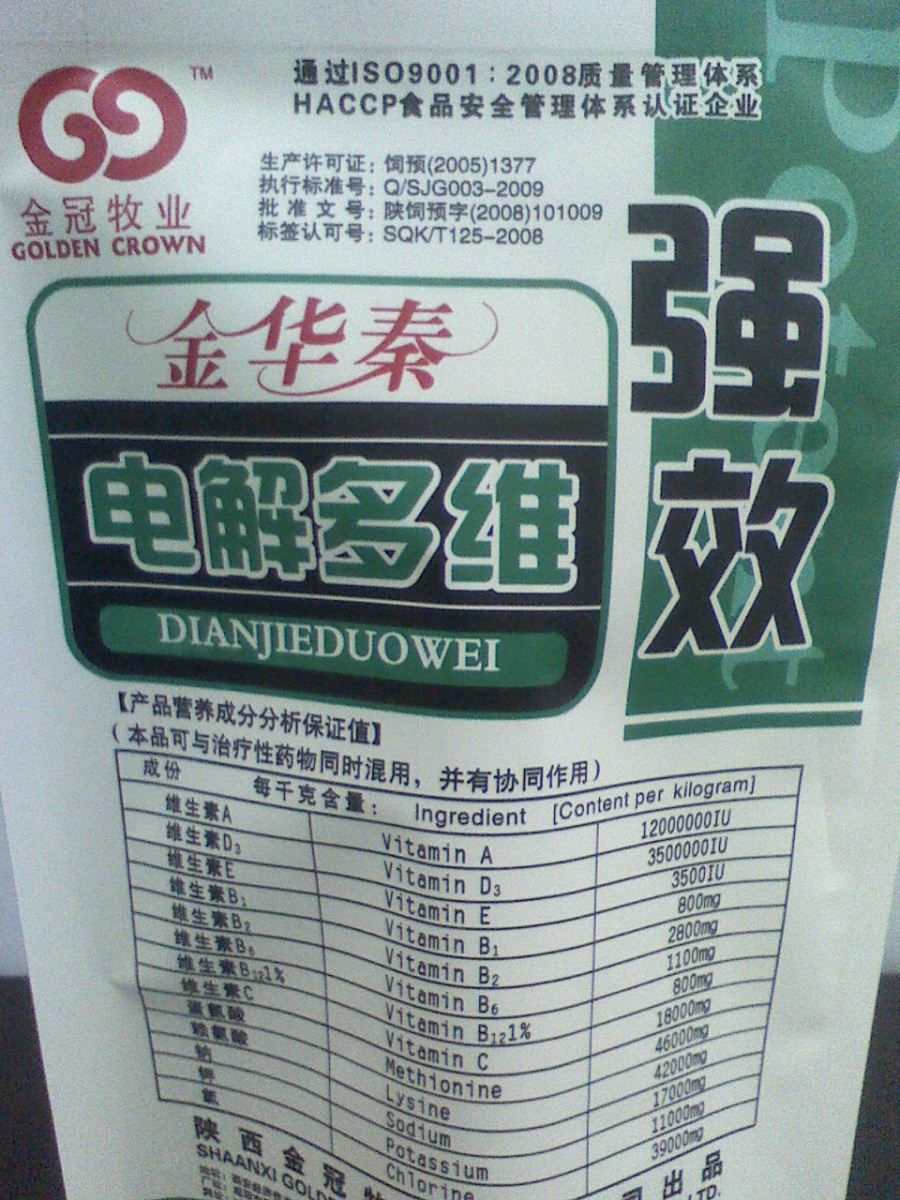 TM
通过ISO9001:2008质量管理体系
HACCP食品安全管理体系认证企业
金冠牧业
GOLDEN CROWN
生产许可证: 饲预(2005)1377
执行标准号: Q/SJG003-2009
批准文号: 陕饲预字(2008)101009
标签认可号: SQK/T125-2008
Potent
强效
金华秦
电解多维
DIANJIEDUOWEI
【产品营养成分分析保证值】
(本品可与治疗性药物同时混用，并有协同作用)
成份 每千克含量: Ingredient [Content per kilogram]
维生素A Vitamin A 12000000IU
维生素D3 Vitamin D3 3500000IU
维生素E Vitamin E 3500IU
维生素B1 Vitamin B1 800mg
维生素B2 Vitamin B2 2800mg
维生素B6 Vitamin B6 1100mg
维生素B12 1% Vitamin B12 1% 800mg
维生素C Vitamin C 18000mg
蛋氨酸 Methionine 46000mg
赖氨酸 Lysine 42000mg
钠 Sodium 17000mg
钾 Potassium 11000mg
氯 Chlorine 39000mg
陕西金冠牧 司出品
SHAANXI GOLDE LTD.